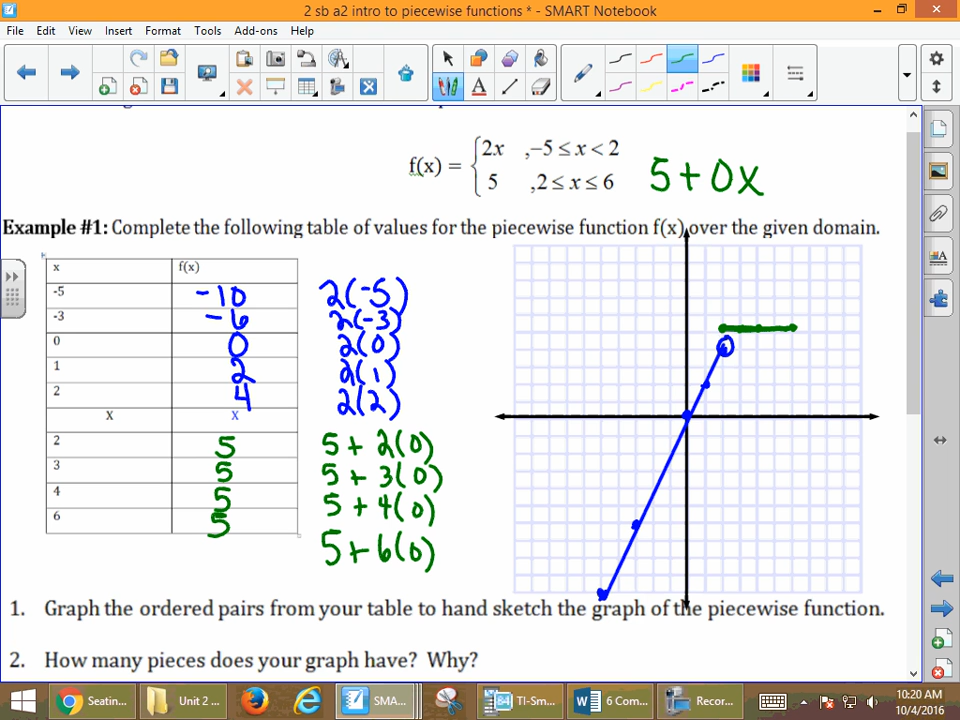 2 sb a2 intro to piecewise functions * - SMART Notebook
File Edit View Insert Format Tools Add-ons Help
f(x) = { 2x , –5 ≤ x < 2
5 , 2 ≤ x ≤ 6
5 + 0x
Example #1: Complete the following table of values for the piecewise function f(x) over the given domain.
x f(x)
-5 -10 2(-5)
-3 -6 2(-3)
0 0 2(0)
1 2 2(1)
2 4 2(2)
X X
2 5 5 + 2(0)
3 5 5 + 3(0)
4 5 5 + 4(0)
6 5 5 + 6(0)
1. Graph the ordered pairs from your table to hand sketch the graph of the piecewise function.
2. How many pieces does your graph have? Why?
Seatin... Unit 2 ... SMA... TI-Sm... 6 Com... Recor...
10:20 AM
10/4/2016